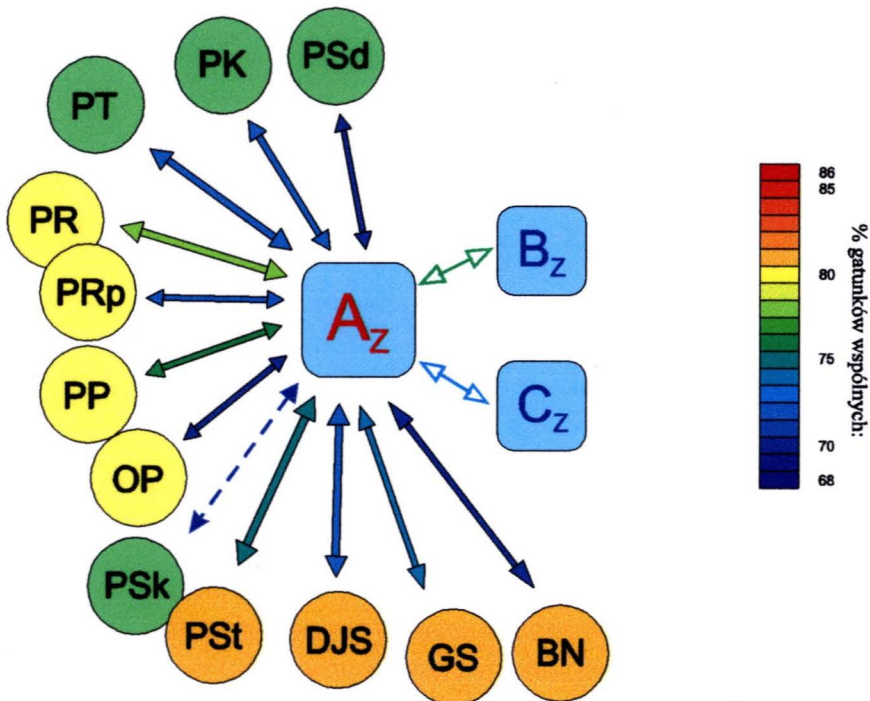 PSd
PK
PT
PR
PRp
PP
OP
PSk
PSt
DJS
GS
BN
Az
Bz
Cz
86
85
80
75
70
68
% gatunków wspólnych: